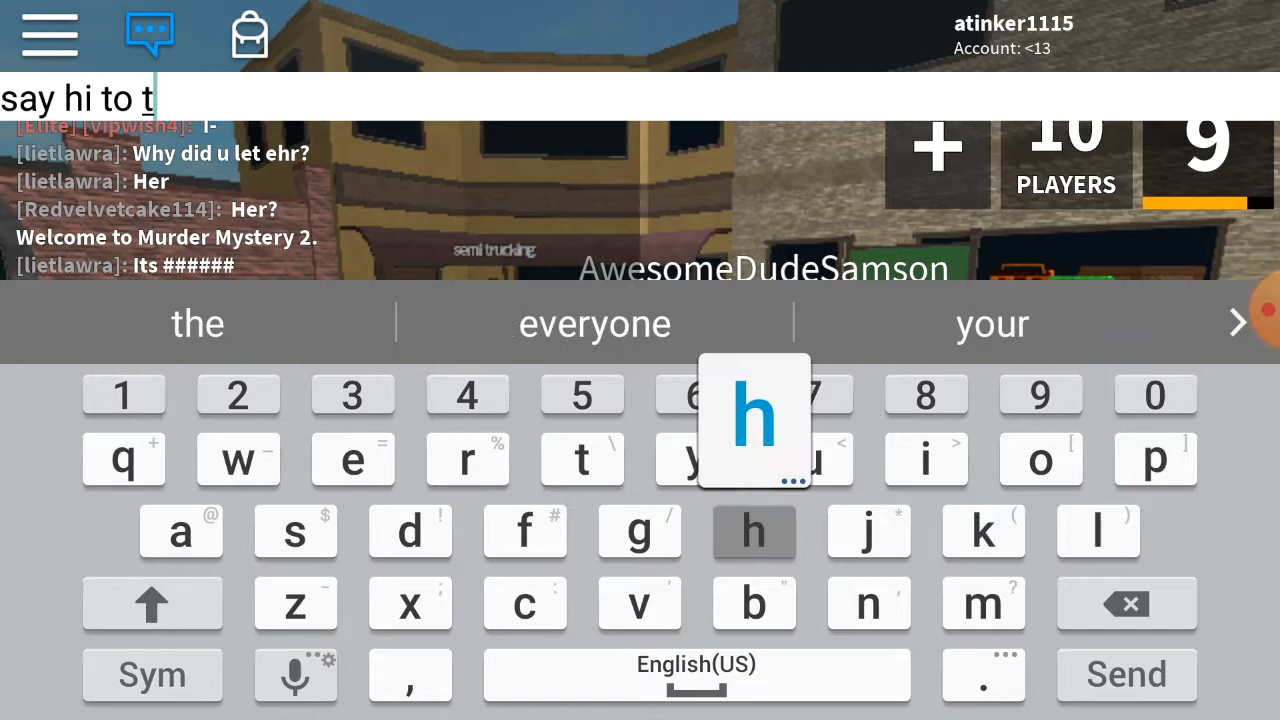 atinker1115
Account: <13
say hi to t
[Elite] [vipwish4]: I-
[lietlawra]: Why did u let ehr?
[lietlawra]: Her
[Redvelvetcake114]: Her?
Welcome to Murder Mystery 2.
[lietlawra]: Its ######
+ 10 9
PLAYERS
semi trucking
AwesomeDudeSamson
the everyone your
1 2 3 4 5 6 7 8 9 0
h
q + w e = r % t \ y u < i > o [ p ]
a @ s $ d ! f # g / h j * k ( l )
z x ; c : v ' b " n , m ?
Sym , English(US) . Send